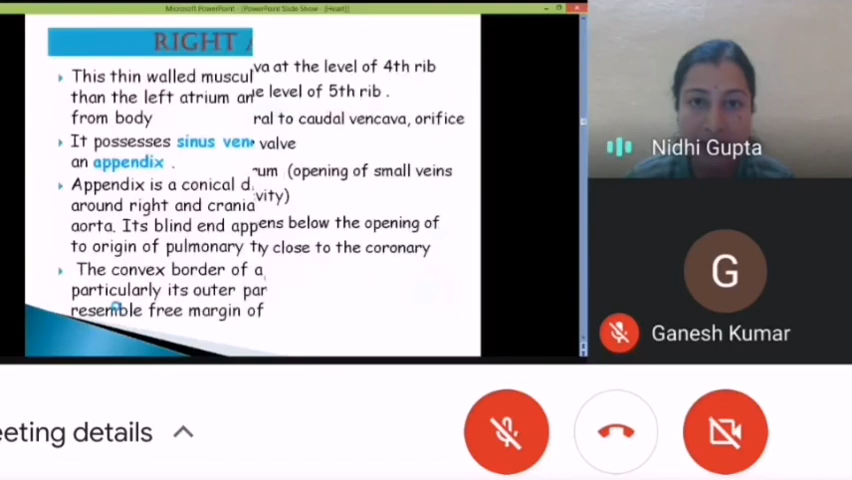 Microsoft PowerPoint - [PowerPoint Slide Show - [Heart]]
RIGHT
This thin walled muscul
than the left atrium an
from body
It possesses sinus ven
an appendix .
Appendix is a conical d
around right and crania
aorta. Its blind end app
to origin of pulmonary t
The convex border of a
particularly its outer par
resemble free margin of
va at the level of 4th rib
e level of 5th rib .
ral to caudal vencava, orifice
valve
um (opening of small veins
vity)
ens below the opening of
y close to the coronary
Nidhi Gupta
G
Ganesh Kumar
eeting details